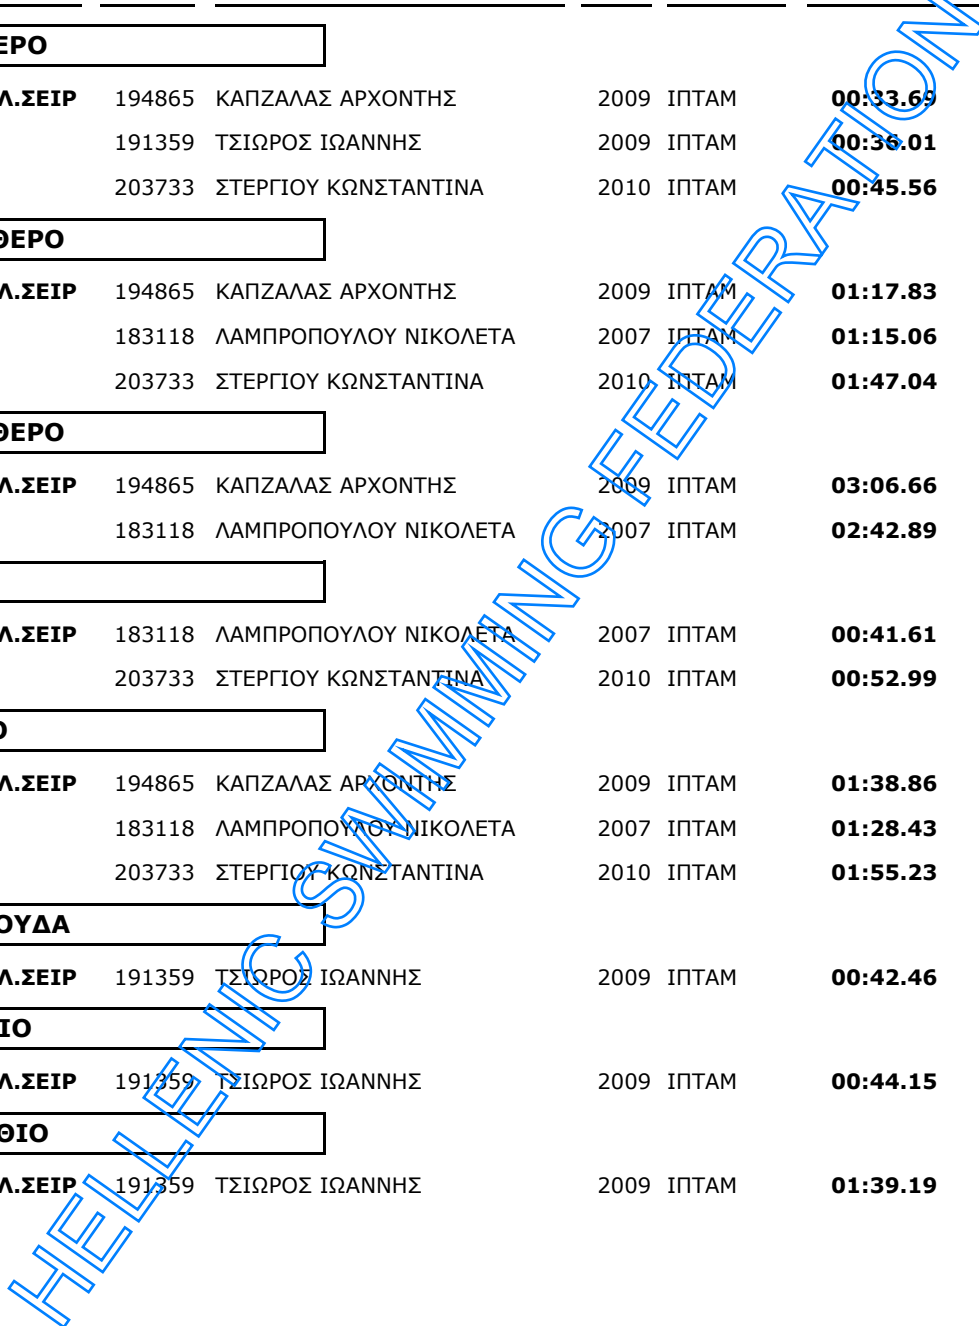 ΕΡΟ
Λ.ΣΕΙΡ 194865 ΚΑΠΖΑΛΑΣ ΑΡΧΟΝΤΗΣ 2009 ΙΠΤΑΜ 00:33.69
191359 ΤΣΙΩΡΟΣ ΙΩΑΝΝΗΣ 2009 ΙΠΤΑΜ 00:36.01
203733 ΣΤΕΡΓΙΟΥ ΚΩΝΣΤΑΝΤΙΝΑ 2010 ΙΠΤΑΜ 00:45.56
ΘΕΡΟ
Λ.ΣΕΙΡ 194865 ΚΑΠΖΑΛΑΣ ΑΡΧΟΝΤΗΣ 2009 ΙΠΤΑΜ 01:17.83
183118 ΛΑΜΠΡΟΠΟΥΛΟΥ ΝΙΚΟΛΕΤΑ 2007 ΙΠΤΑΜ 01:15.06
203733 ΣΤΕΡΓΙΟΥ ΚΩΝΣΤΑΝΤΙΝΑ 2010 ΙΠΤΑΜ 01:47.04
ΘΕΡΟ
Λ.ΣΕΙΡ 194865 ΚΑΠΖΑΛΑΣ ΑΡΧΟΝΤΗΣ 2009 ΙΠΤΑΜ 03:06.66
183118 ΛΑΜΠΡΟΠΟΥΛΟΥ ΝΙΚΟΛΕΤΑ 2007 ΙΠΤΑΜ 02:42.89
Λ.ΣΕΙΡ 183118 ΛΑΜΠΡΟΠΟΥΛΟΥ ΝΙΚΟΛΕΤΑ 2007 ΙΠΤΑΜ 00:41.61
203733 ΣΤΕΡΓΙΟΥ ΚΩΝΣΤΑΝΤΙΝΑ 2010 ΙΠΤΑΜ 00:52.99
Ο
Λ.ΣΕΙΡ 194865 ΚΑΠΖΑΛΑΣ ΑΡΧΟΝΤΗΣ 2009 ΙΠΤΑΜ 01:38.86
183118 ΛΑΜΠΡΟΠΟΥΛΟΥ ΝΙΚΟΛΕΤΑ 2007 ΙΠΤΑΜ 01:28.43
203733 ΣΤΕΡΓΙΟΥ ΚΩΝΣΤΑΝΤΙΝΑ 2010 ΙΠΤΑΜ 01:55.23
ΟΥΔΑ
Λ.ΣΕΙΡ 191359 ΤΣΙΩΡΟΣ ΙΩΑΝΝΗΣ 2009 ΙΠΤΑΜ 00:42.46
ΙΟ
Λ.ΣΕΙΡ 191359 ΤΣΙΩΡΟΣ ΙΩΑΝΝΗΣ 2009 ΙΠΤΑΜ 00:44.15
ΘΙΟ
Λ.ΣΕΙΡ 191359 ΤΣΙΩΡΟΣ ΙΩΑΝΝΗΣ 2009 ΙΠΤΑΜ 01:39.19
HELLENIC SWIMMING FEDERATION